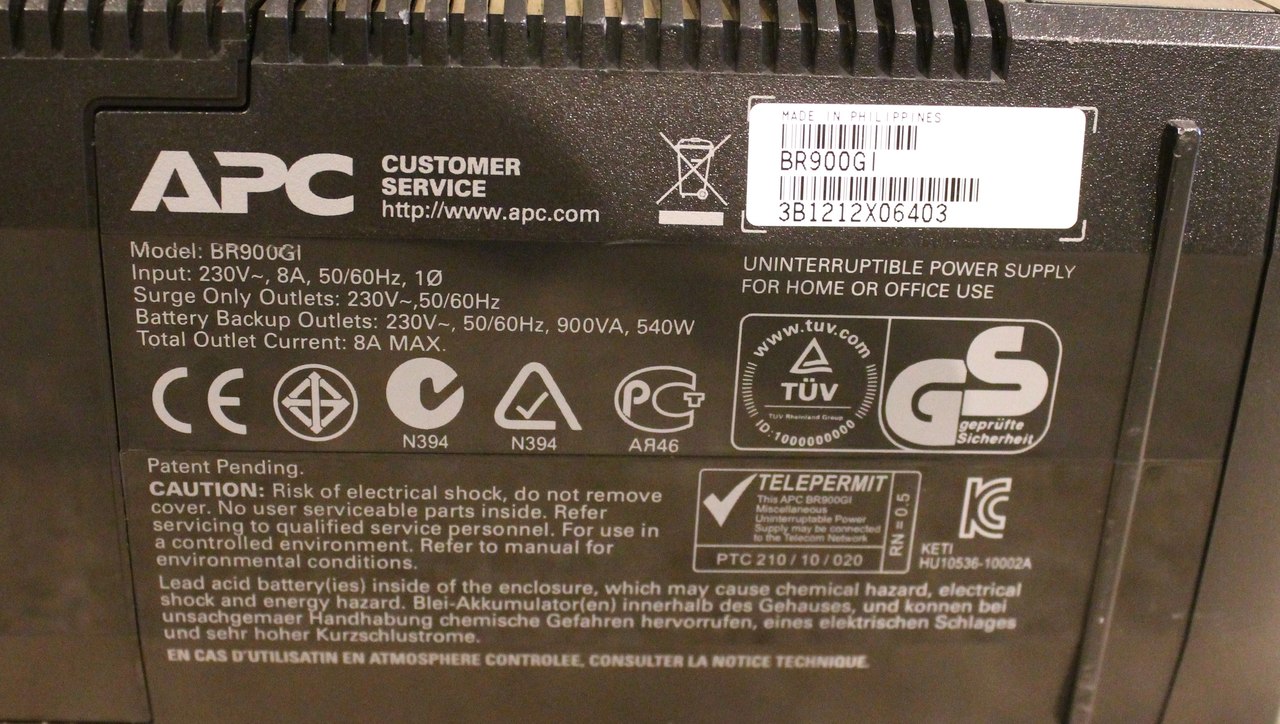 APC
CUSTOMER
SERVICE
http://www.apc.com
MADE IN PHILIPPINES
BR900GI
3B1212X06403
Model: BR900GI
Input: 230V~, 8A, 50/60Hz, 1Ø
Surge Only Outlets: 230V~,50/60Hz
Battery Backup Outlets: 230V~, 50/60Hz, 900VA, 540W
Total Outlet Current: 8A MAX.
UNINTERRUPTIBLE POWER SUPPLY
FOR HOME OR OFFICE USE
CE
N394
N394
PCT
АЯ46
www.tuv.com
TÜV
TUV Rheinland Group
ID:1000000000
GS
geprüfte
Sicherheit
Patent Pending.
CAUTION: Risk of electrical shock, do not remove
cover. No user serviceable parts inside. Refer
servicing to qualified service personnel. For use in
a controlled environment. Refer to manual for
environmental conditions.
TELEPERMIT
This APC BR900GI
Miscellaneous
Uninterruptable Power
Supply may be connected
to the Telecom Network
PTC 210 / 10 / 020
RN = 0.5
KC
KETI
HU10536-10002A
Lead acid battery(ies) inside of the enclosure, which may cause chemical hazard, electrical
shock and energy hazard. Blei-Akkumulator(en) innerhalb des Gehauses, und konnen bei
unsachgemaer Handhabung chemische Gefahren hervorrufen, eines elektrischen Schlages
und sehr hoher Kurzschlustrome.
EN CAS D'UTILISATIN EN ATMOSPHERE CONTROLEE, CONSULTER LA NOTICE TECHNIQUE.